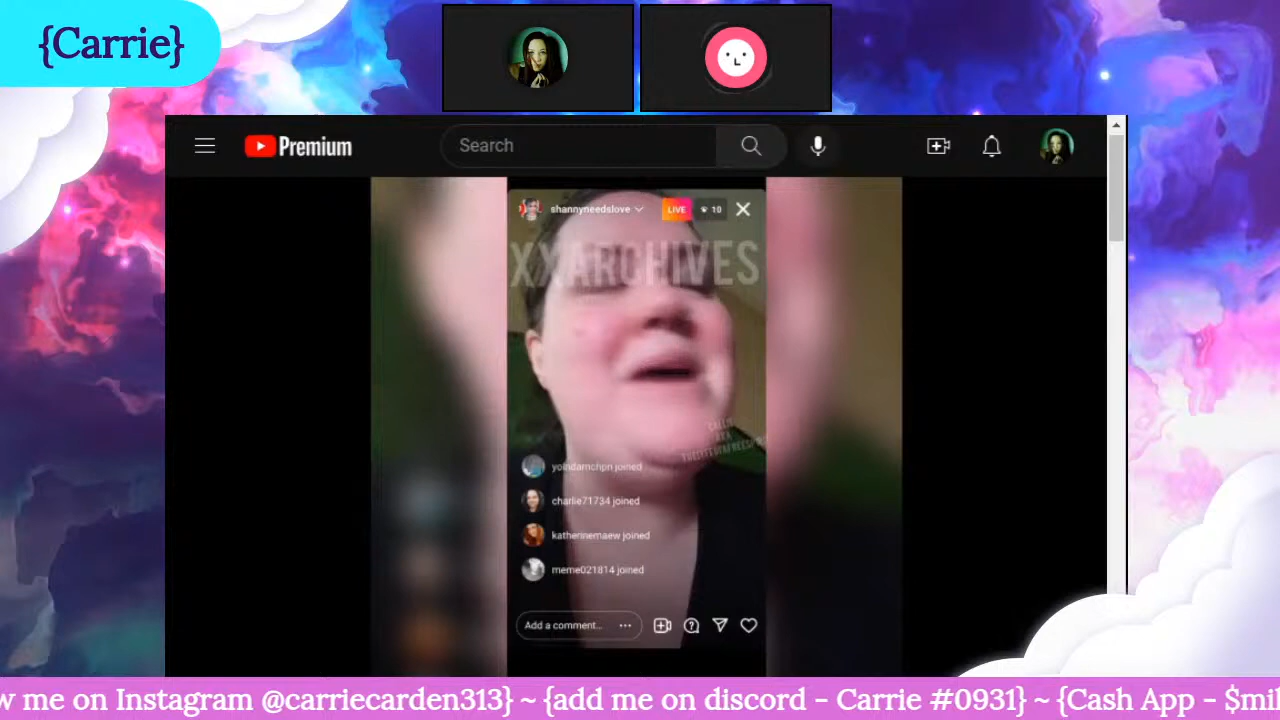 {Carrie}
Premium
Search
shannyneedslove
LIVE
10
XXARCHIVES
joined
charlie71734 joined
katherinemaew joined
meme021814 joined
Add a comment...
w me on Instagram @carriecarden313} ~ {add me on discord - Carrie #0931} ~ {Cash App - $mil